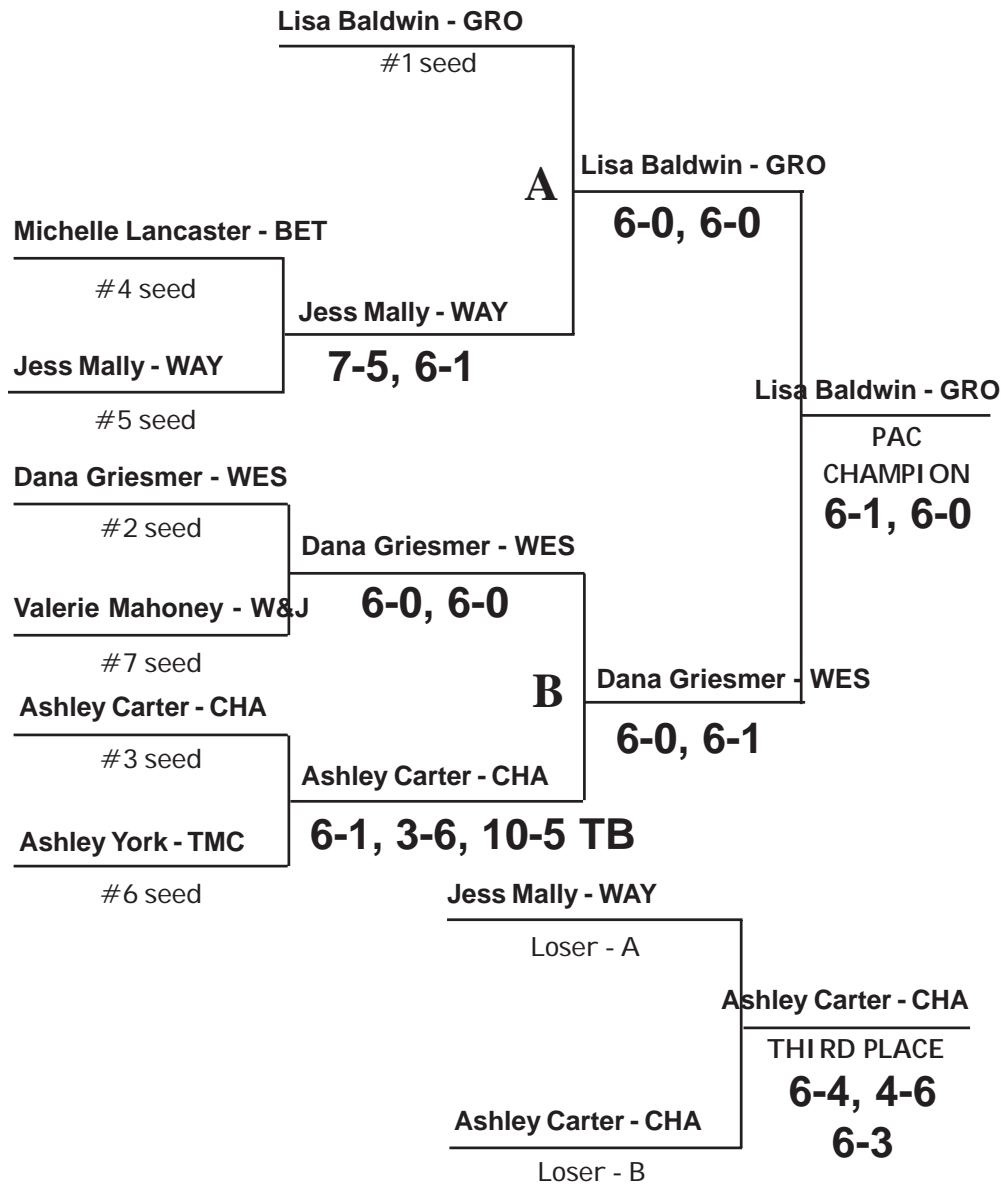 Lisa Baldwin - GRO
#1 seed
A
Lisa Baldwin - GRO
6-0, 6-0
Michelle Lancaster - BET
#4 seed
Jess Mally - WAY
7-5, 6-1
Jess Mally - WAY
#5 seed
Lisa Baldwin - GRO
PAC
CHAMPION
6-1, 6-0
Dana Griesmer - WES
#2 seed
Dana Griesmer - WES
6-0, 6-0
Valerie Mahoney - W&J
#7 seed
B
Dana Griesmer - WES
6-0, 6-1
Ashley Carter - CHA
#3 seed
Ashley Carter - CHA
6-1, 3-6, 10-5 TB
Ashley York - TMC
#6 seed
Jess Mally - WAY
Loser - A
Ashley Carter - CHA
THIRD PLACE
6-4, 4-6
6-3
Ashley Carter - CHA
Loser - B